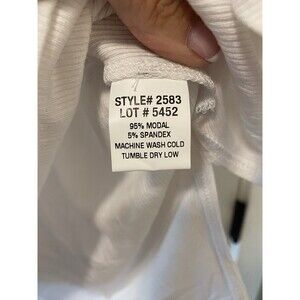 STYLE# 2583
LOT # 5452
95% MODAL
5% SPANDEX
MACHINE WASH COLD
TUMBLE DRY LOW